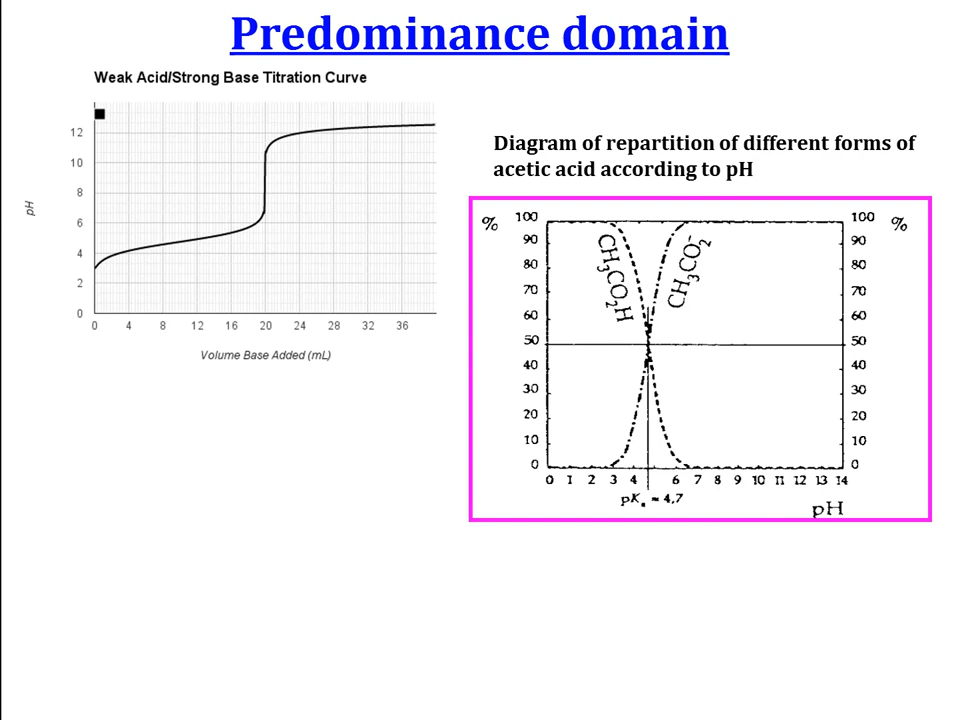 Predominance domain
Weak Acid/Strong Base Titration Curve
pH
12
10
8
6
4
2
0
0 4 8 12 16 20 24 28 32 36
Volume Base Added (mL)
Diagram of repartition of different forms of
acetic acid according to pH
% 100 100 %
90 90
80 80
70 70
60 60
50 50
40 40
30 30
20 20
10 10
0 0
CH₃CO₂H
CH₃CO₂⁻
0 1 2 3 4 6 7 8 9 10 11 12 13 14
pKₐ = 4,7
pH